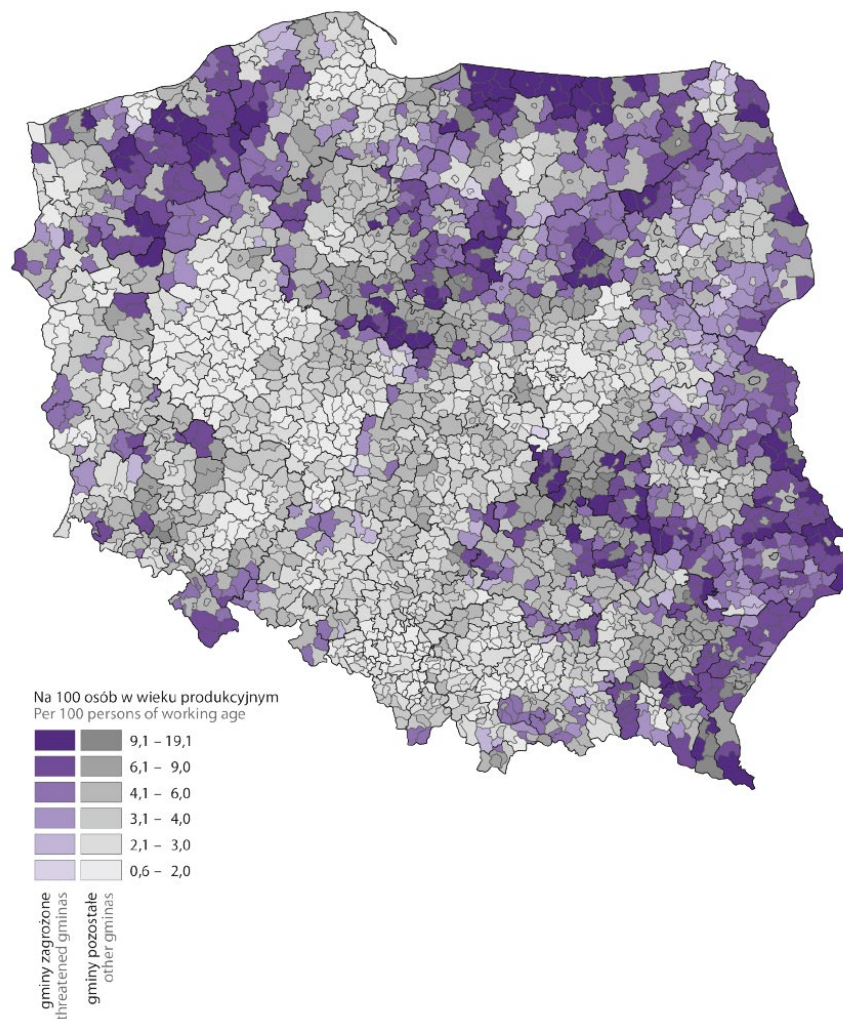 Na 100 osób w wieku produkcyjnym
Per 100 persons of working age
9,1 – 19,1
6,1 – 9,0
4,1 – 6,0
3,1 – 4,0
2,1 – 3,0
0,6 – 2,0
gminy zagrożone
threatened gminas
gminy pozostałe
other gminas